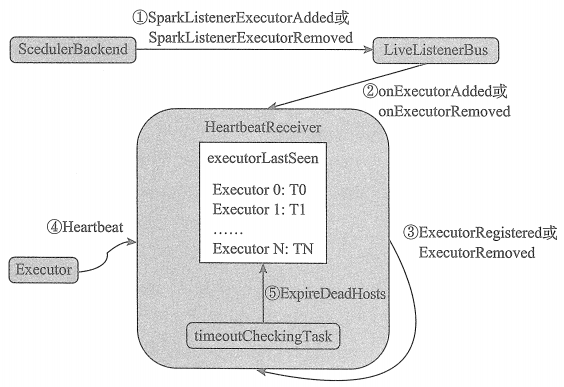 ①SparkListenerExecutorAdded或
SparkListenerExecutorRemoved
ScedulerBackend
LiveListenerBus
②onExecutorAdded或
onExecutorRemoved
HeartbeatReceiver
executorLastSeen
Executor 0: T0
Executor 1: T1
……
Executor N: TN
③ExecutorRegistered或
ExecutorRemoved
④Heartbeat
Executor
⑤ExpireDeadHosts
timeoutCheckingTask